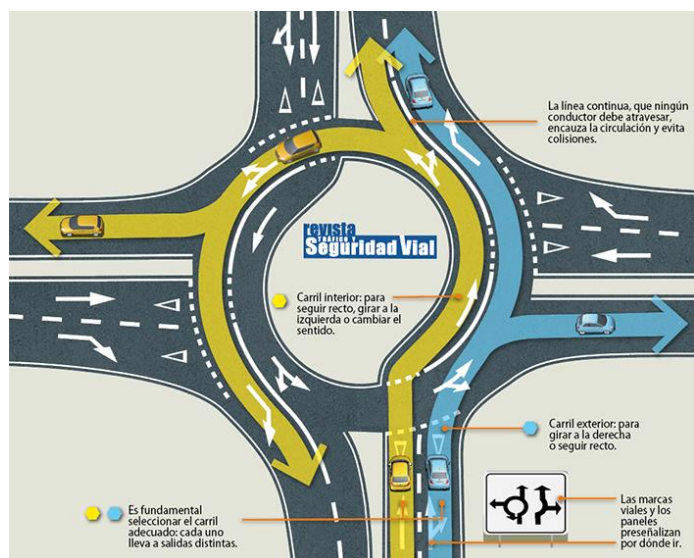 La línea continua, que ningún
conductor debe atravesar,
encauza la circulación y evita
colisiones.
revista
TRÁFICO Y
Seguridad Vial
Carril interior: para
seguir recto, girar a la
izquierda o cambiar el
sentido.
Carril exterior: para
girar a la derecha
o seguir recto.
Es fundamental
seleccionar el carril
adecuado: cada uno
lleva a salidas distintas.
Las marcas
viales y los
paneles
preseñalizan
por dónde ir.